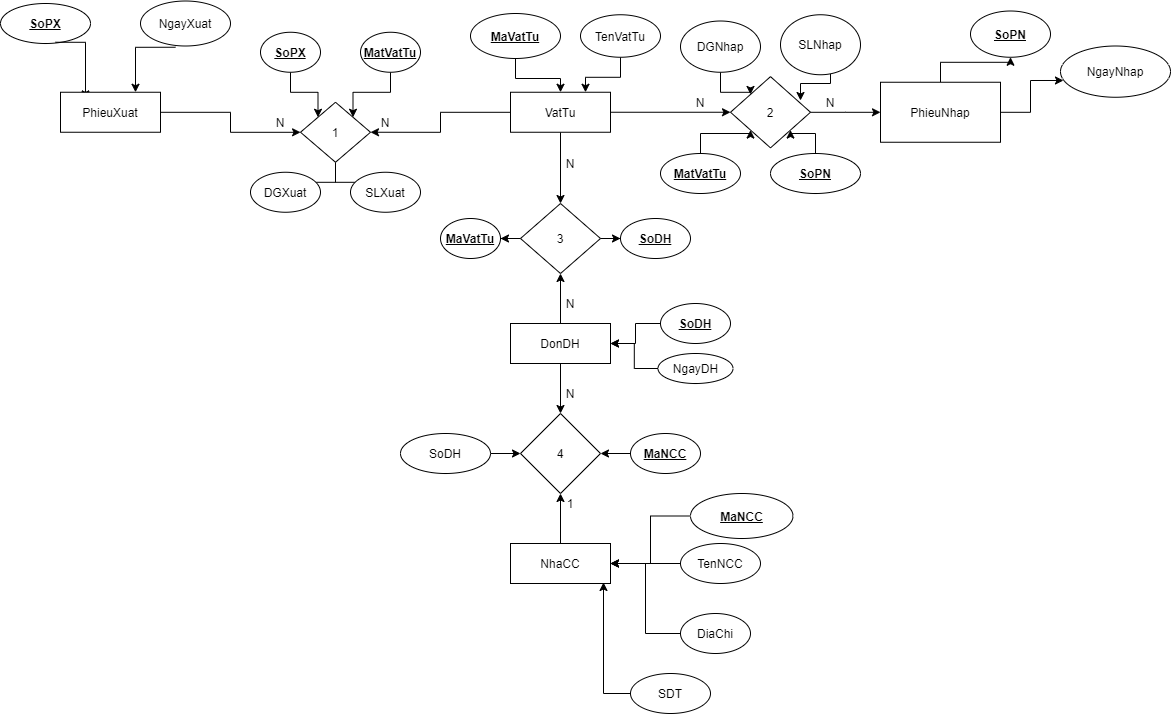 SoPX
NgayXuat
SoPX
MatVatTu
MaVatTu
TenVatTu
DGNhap
SLNhap
SoPN
NgayNhap
PhieuXuat
N
1
N
VatTu
N
2
N
PhieuNhap
DGXuat
SLXuat
N
MatVatTu
SoPN
MaVatTu
3
SoDH
N
DonDH
SoDH
NgayDH
N
SoDH
4
MaNCC
1
MaNCC
NhaCC
TenNCC
DiaChi
SDT